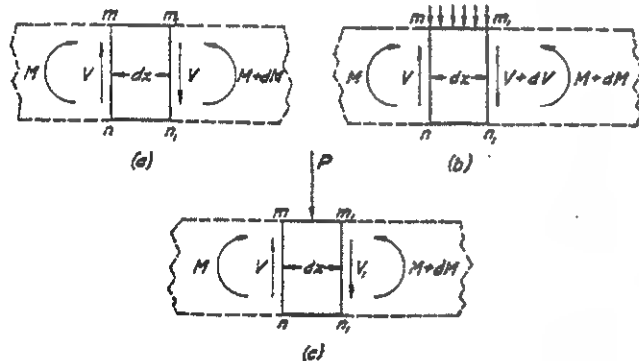 m m₁ m m₁
M V dx V M+dM M V dx V+dV M+dM
n n₁ n n₁
(a) (b)
P
m m₁
M V dx V₁ M+dM
n n₁
(c)